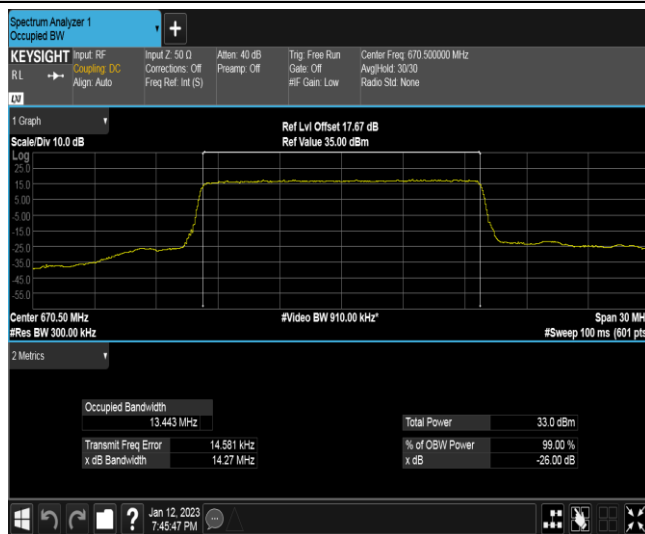 Spectrum Analyzer 1
Occupied BW
KEYSIGHT Input: RF Input Z: 50 Ω Atten: 40 dB Trig: Free Run Center Freq: 670.500000 MHz
RL Coupling: DC Corrections: Off Preamp: Off Gate: Off Avg|Hold: 30/30
Align: Auto Freq Ref: Int (S) #IF Gain: Low Radio Std: None
LXI
1 Graph Ref Lvl Offset 17.67 dB
Scale/Div 10.0 dB Ref Value 35.00 dBm
Log
25.0
15.0
5.00
-5.00
-15.0
-25.0
-35.0
-45.0
-55.0
Center 670.50 MHz #Video BW 910.00 kHz* Span 30 MH
#Res BW 300.00 kHz #Sweep 100 ms (601 pts
2 Metrics
Occupied Bandwidth
13.443 MHz Total Power 33.0 dBm
Transmit Freq Error 14.581 kHz % of OBW Power 99.00 %
x dB Bandwidth 14.27 MHz x dB -26.00 dB
? Jan 12, 2023
7:45:47 PM